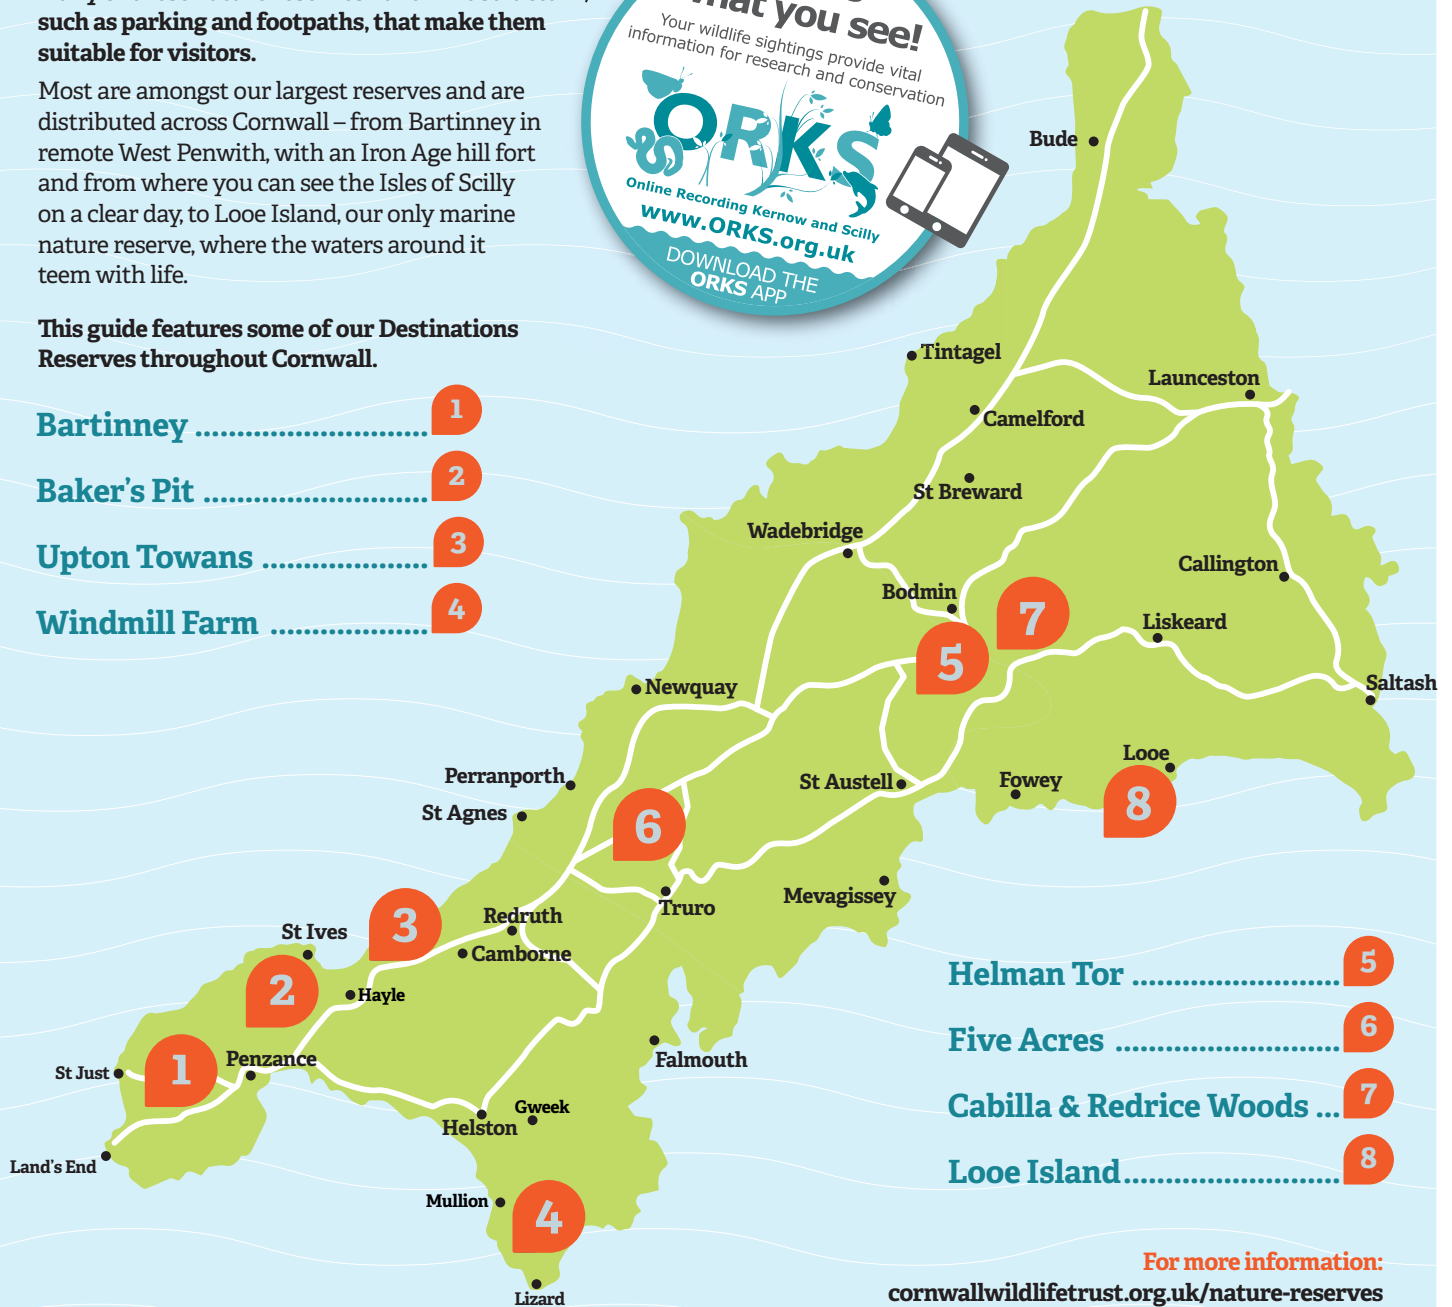 such as parking and footpaths, that make them
suitable for visitors.
Most are amongst our largest reserves and are
distributed across Cornwall – from Bartinney in
remote West Penwith, with an Iron Age hill fort
and from where you can see the Isles of Scilly
on a clear day, to Looe Island, our only marine
nature reserve, where the waters around it
teem with life.
This guide features some of our Destinations
Reserves throughout Cornwall.
Bartinney ............................ 1
Baker's Pit ........................... 2
Upton Towans .................... 3
Windmill Farm ................... 4
you see!
Your wildlife sightings provide vital
information for research and conservation
ORKS
&
Online Recording Kernow and Scilly
www.ORKS.org.uk
DOWNLOAD THE
ORKS APP
Bude
Tintagel
Launceston
Camelford
St Breward
Wadebridge
Callington
Bodmin
7
Liskeard
5
Saltash
Newquay
Looe
Perranporth
St Austell
Fowey
8
St Agnes
6
Mevagissey
Truro
3
Redruth
St Ives
Camborne
2
Hayle
Falmouth
1
Penzance
St Just
Gweek
Helston
Land's End
Mullion
4
Lizard
Helman Tor ......................... 5
Five Acres ........................... 6
Cabilla & Redrice Woods ... 7
Looe Island.......................... 8
For more information:
cornwallwildlifetrust.org.uk/nature-reserves